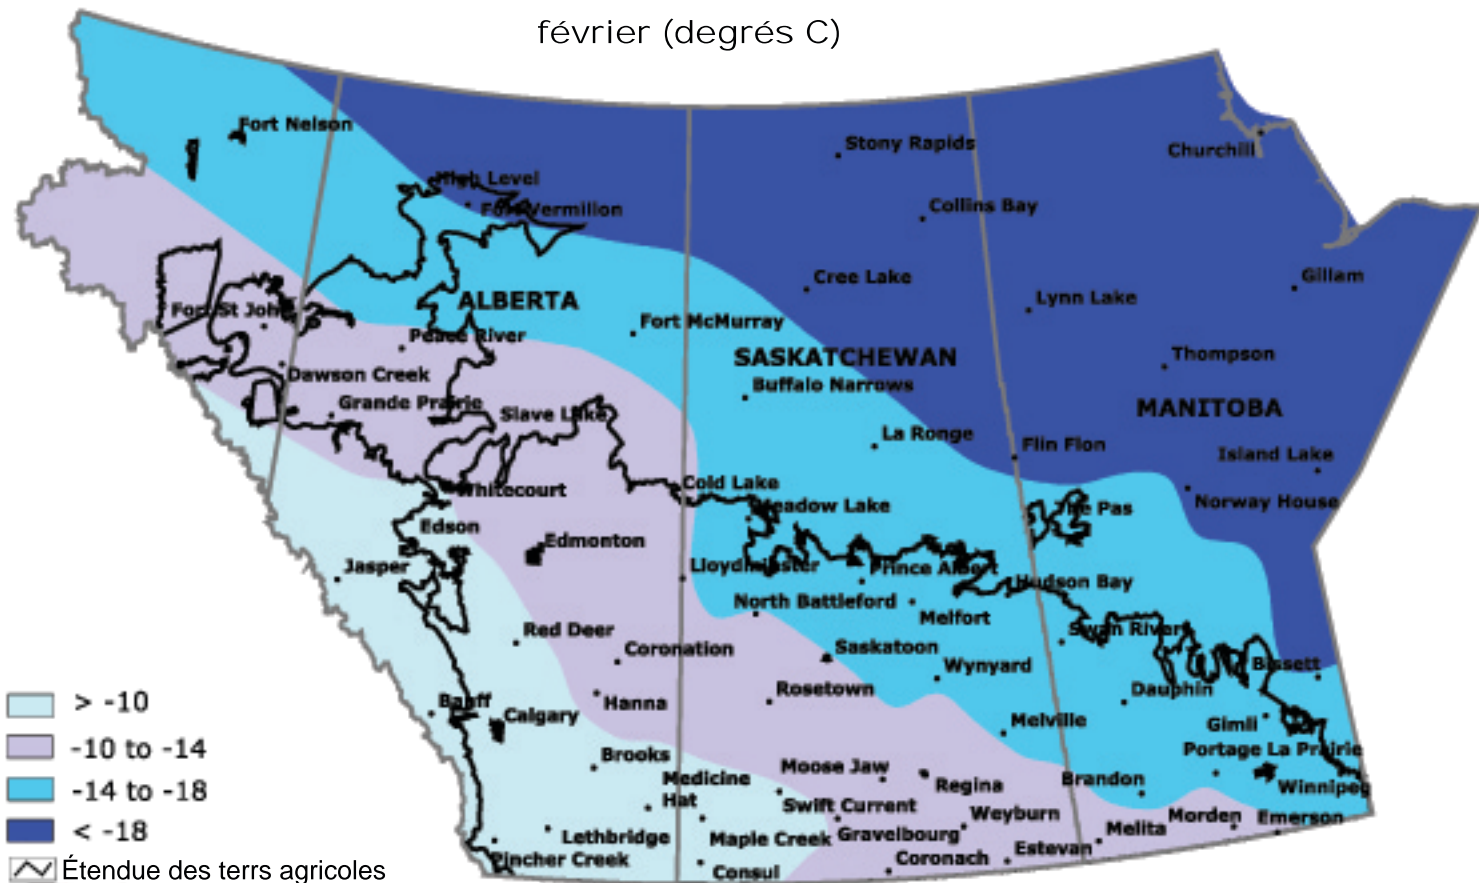 février (degrés C)
Fort Nelson
Stony Rapids
Churchill
High Level
Fort Vermilion
Collins Bay
Cree Lake
Gillam
Lynn Lake
ALBERTA
Fort St John
Fort McMurray
Peace River
SASKATCHEWAN
Thompson
Dawson Creek
Buffalo Narrows
Grande Prairie
Slave Lake
MANITOBA
La Ronge
Flin Flon
Island Lake
Whitecourt
Cold Lake
Norway House
Meadow Lake
The Pas
Edson
Edmonton
Jasper
Lloydminster
Prince Albert
Hudson Bay
North Battleford
Melfort
Red Deer
Coronation
Saskatoon
Swan River
Wynyard
Bissett
Rosetown
Dauphin
> -10
Banff
Hanna
Calgary
Melville
Gimli
-10 to -14
Portage La Prairie
Brooks
Medicine
Hat
Moose Jaw
Regina
Brandon
Winnipeg
-14 to -18
Swift Current
Weyburn
Morden
Emerson
< -18
Lethbridge
Maple Creek
Gravelbourg
Melita
Pincher Creek
Coronach
Estevan
Consul
Étendue des terrs agricoles